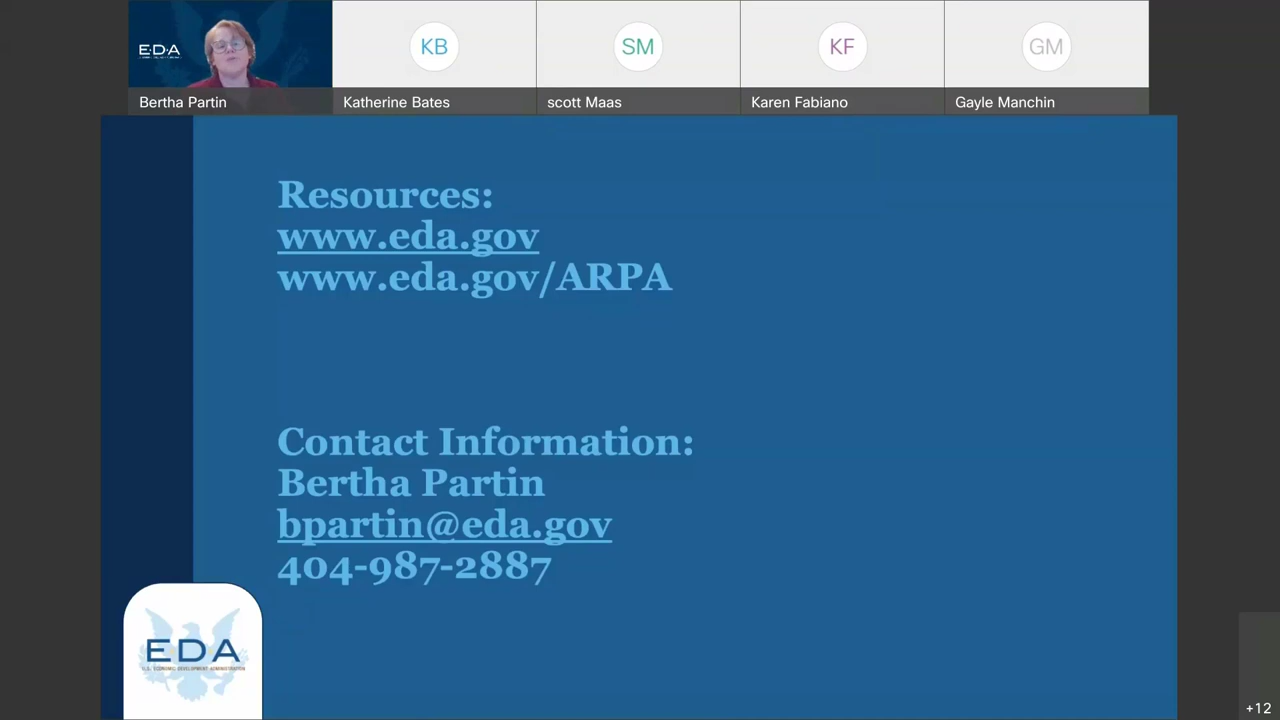 E·D·A
KB
SM
KF
GM
Bertha Partin
Katherine Bates
scott Maas
Karen Fabiano
Gayle Manchin
Resources:
www.eda.gov
www.eda.gov/ARPA
Contact Information:
Bertha Partin
bpartin@eda.gov
404-987-2887
EDA
U.S. ECONOMIC DEVELOPMENT ADMINISTRATION
+12